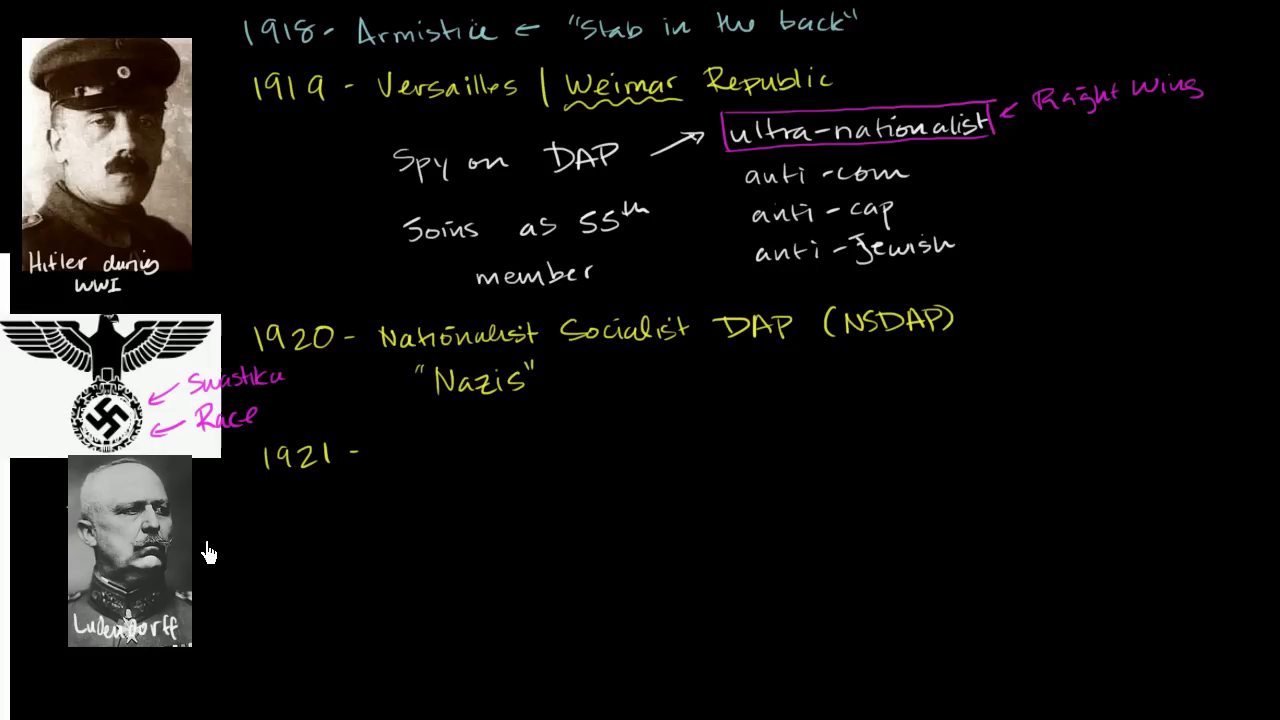 1918 - Armistice ← "Stab in the back"
1919 - Versailles | Weimar Republic
Right Wing
Spy on DAP → ultra-nationalist
anti-com
anti-cap
Joins as 55th
member
anti-Jewish
Hitler during
WWI
1920 - Nationalist Socialist DAP (NSDAP)
"Nazis"
Swastika
Race
1921 -
Ludendorff